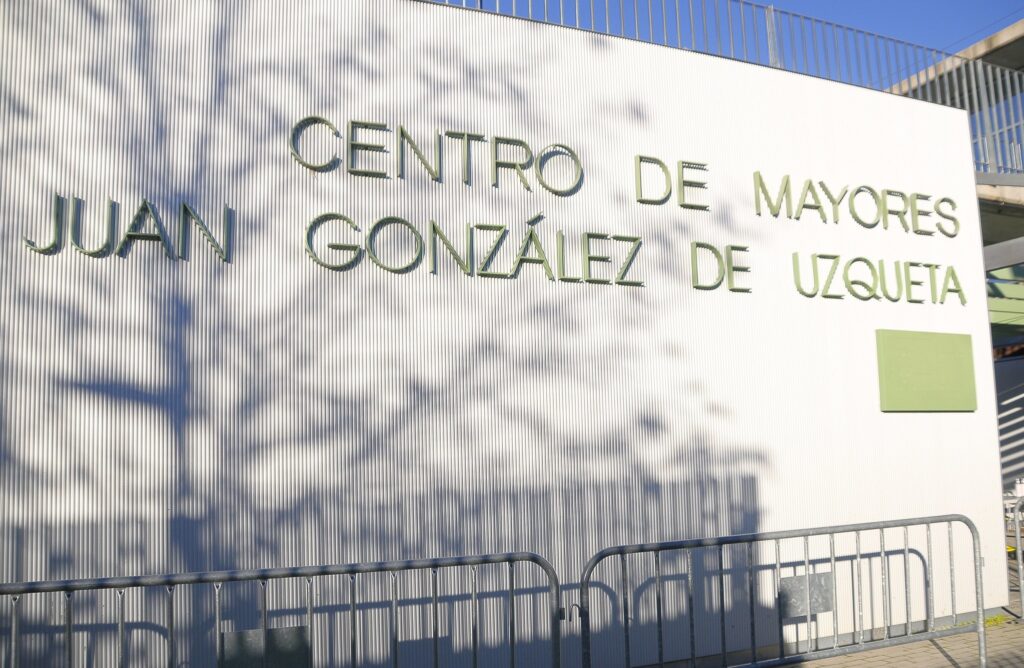 CENTRO DE MAYORES
JUAN GONZÁLEZ DE UZQUETA